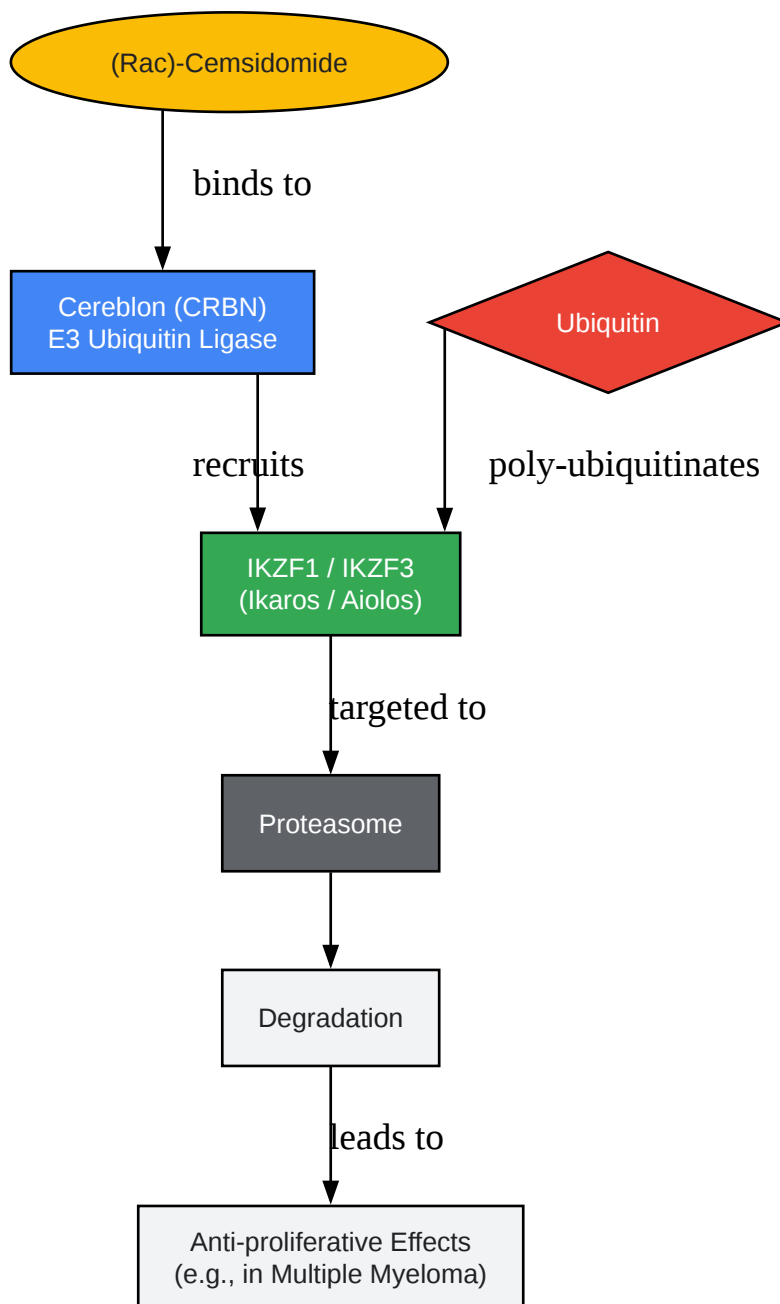 (Rac)-Cemsidomide
binds to
Cereblon (CRBN)
E3 Ubiquitin Ligase
Ubiquitin
recruits
poly-ubiquitinates
IKZF1 / IKZF3
(Ikaros / Aiolos)
targeted to
Proteasome
Degradation
leads to
Anti-proliferative Effects
(e.g., in Multiple Myeloma)